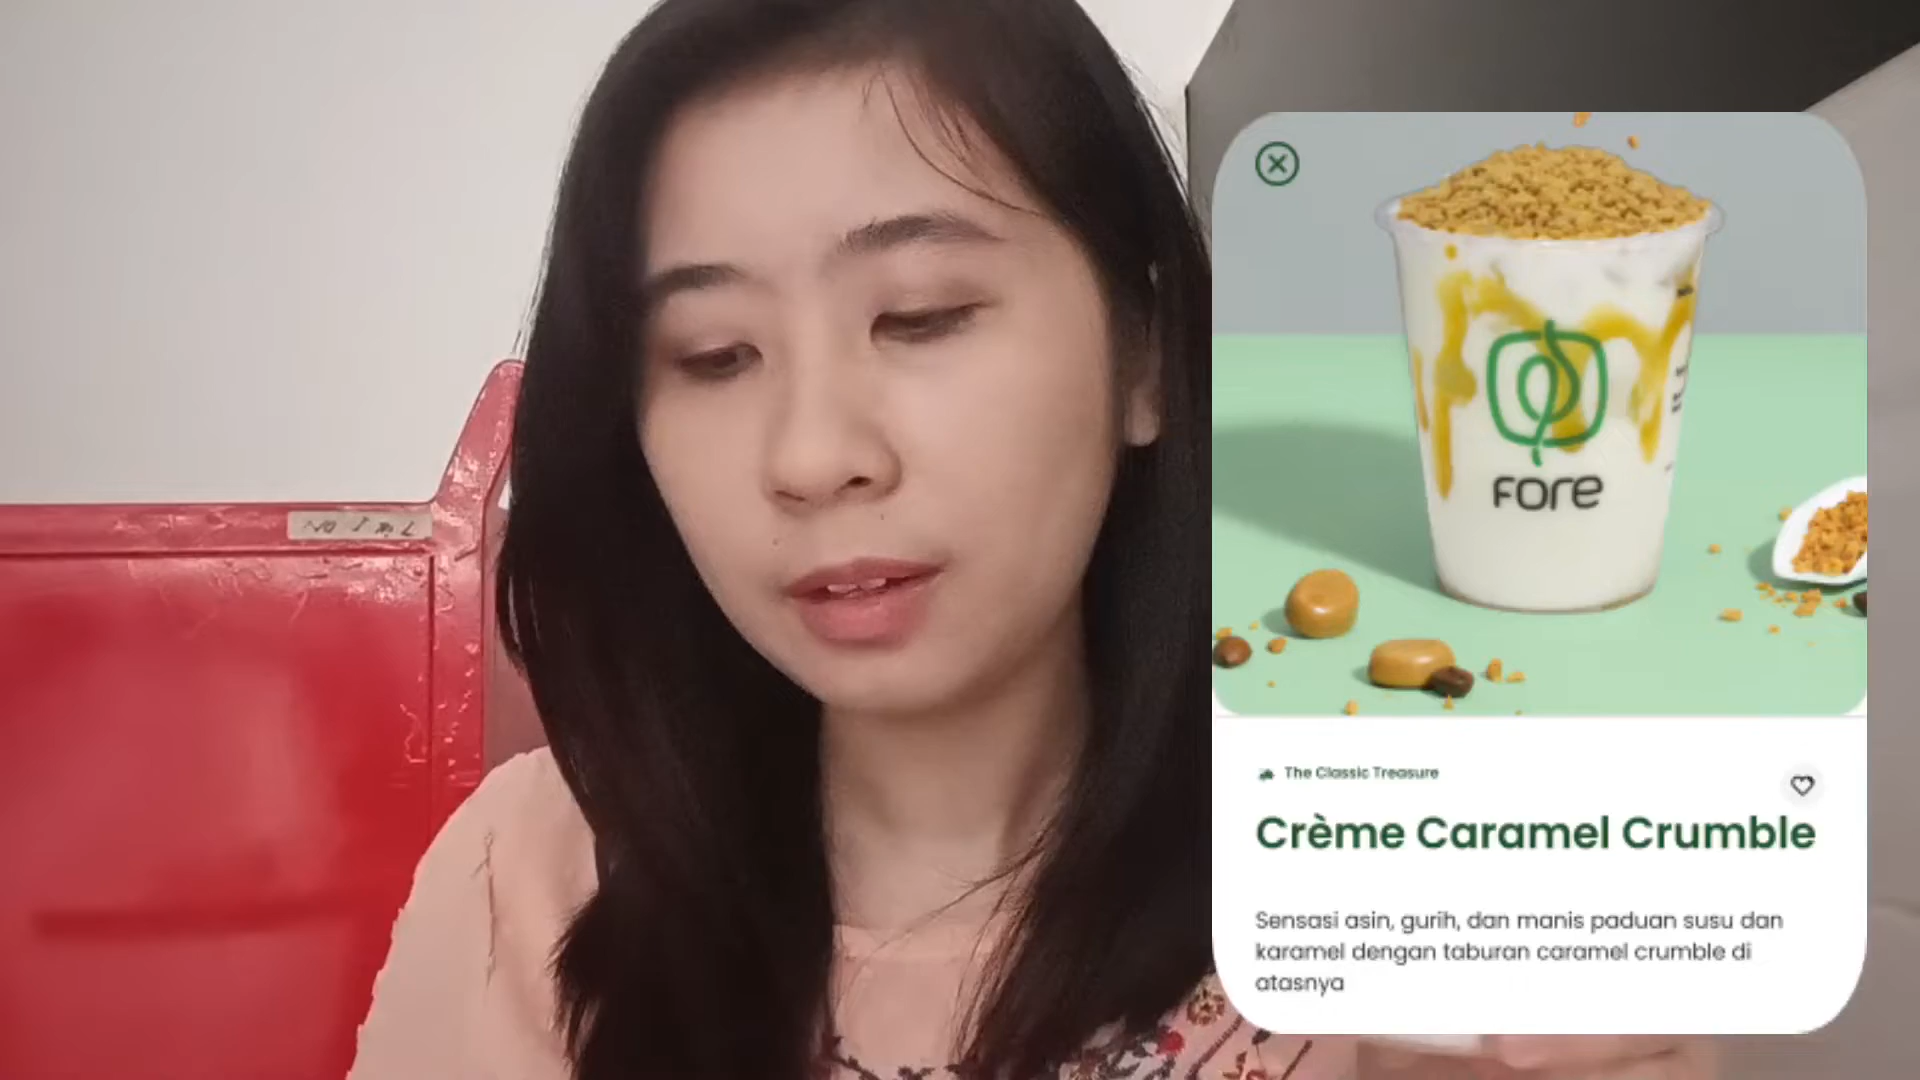 FORE
The Classic Treasure
Crème Caramel Crumble
Sensasi asin, gurih, dan manis paduan susu dan
karamel dengan taburan caramel crumble di
atasnya